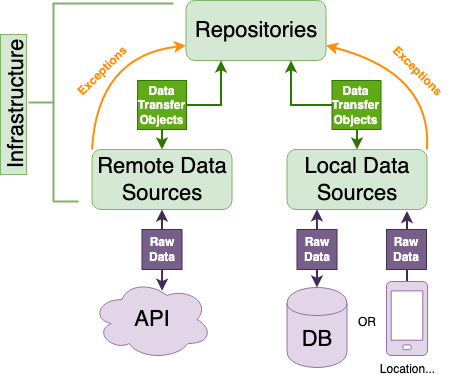 Repositories
Infrastructure
Exceptions
Exceptions
Data
Transfer
Objects
Data
Transfer
Objects
Remote Data
Sources
Local Data
Sources
Raw
Data
Raw
Data
Raw
Data
API
DB
OR
Location...